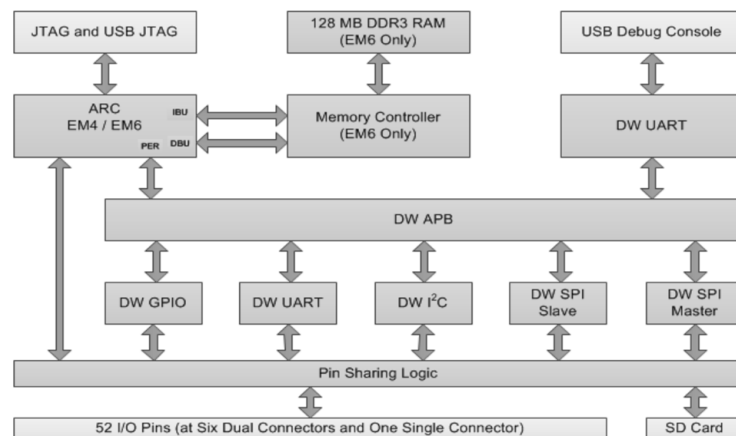 JTAG and USB JTAG
128 MB DDR3 RAM
(EM6 Only)
USB Debug Console
ARC
EM4 / EM6
IBU
PER
DBU
Memory Controller
(EM6 Only)
DW UART
DW APB
DW GPIO
DW UART
DW I²C
DW SPI
Slave
DW SPI
Master
Pin Sharing Logic
52 I/O Pins (at Six Dual Connectors and One Single Connector)
SD Card